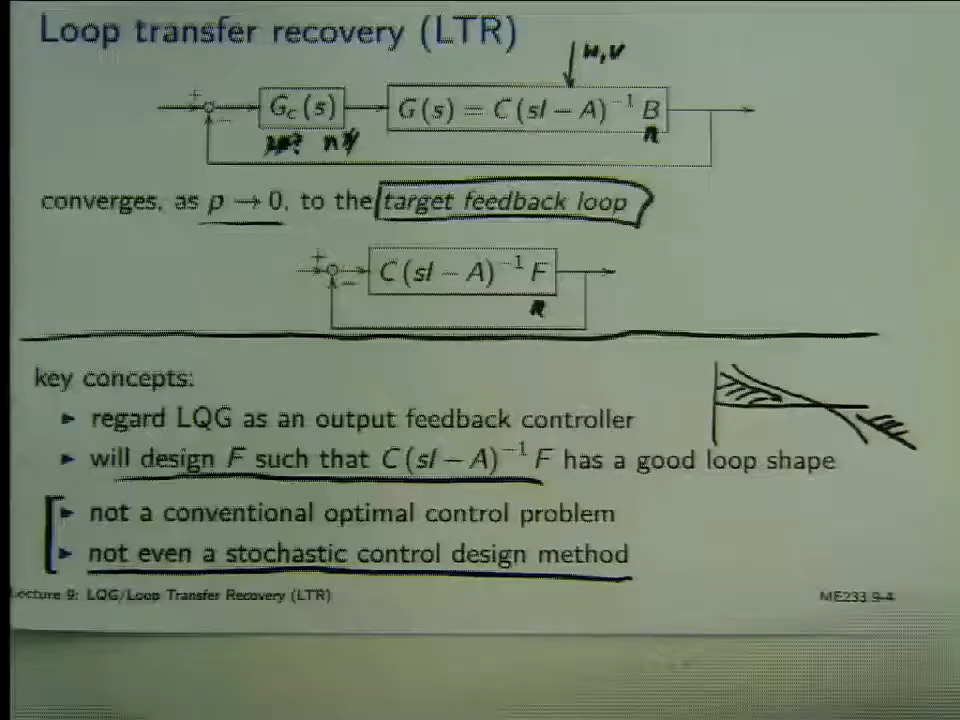 Loop transfer recovery (LTR)
w, v
+ − G_c(s) G(s) = C(sI − A)^{−1} B
n
converges, as ρ → 0, to the target feedback loop
+ − C(sI − A)^{−1} F
key concepts:
► regard LQG as an output feedback controller
► will design F such that C(sI − A)^{−1} F has a good loop shape
► not a conventional optimal control problem
► not even a stochastic control design method
Lecture 9: LQG/Loop Transfer Recovery (LTR) ME233 9-4